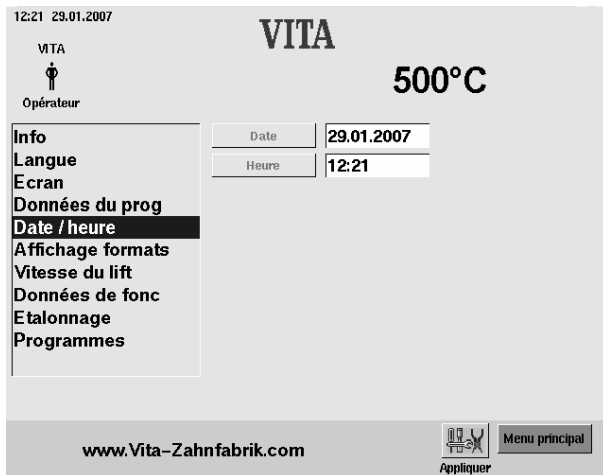 12:21 29.01.2007
VITA
VITA
500°C
Opérateur
Info
Langue
Ecran
Données du prog
Date / heure
Affichage formats
Vitesse du lift
Données de fonc
Etalonnage
Programmes
Date
29.01.2007
Heure
12:21
www.Vita-Zahnfabrik.com
Appliquer
Menu principal